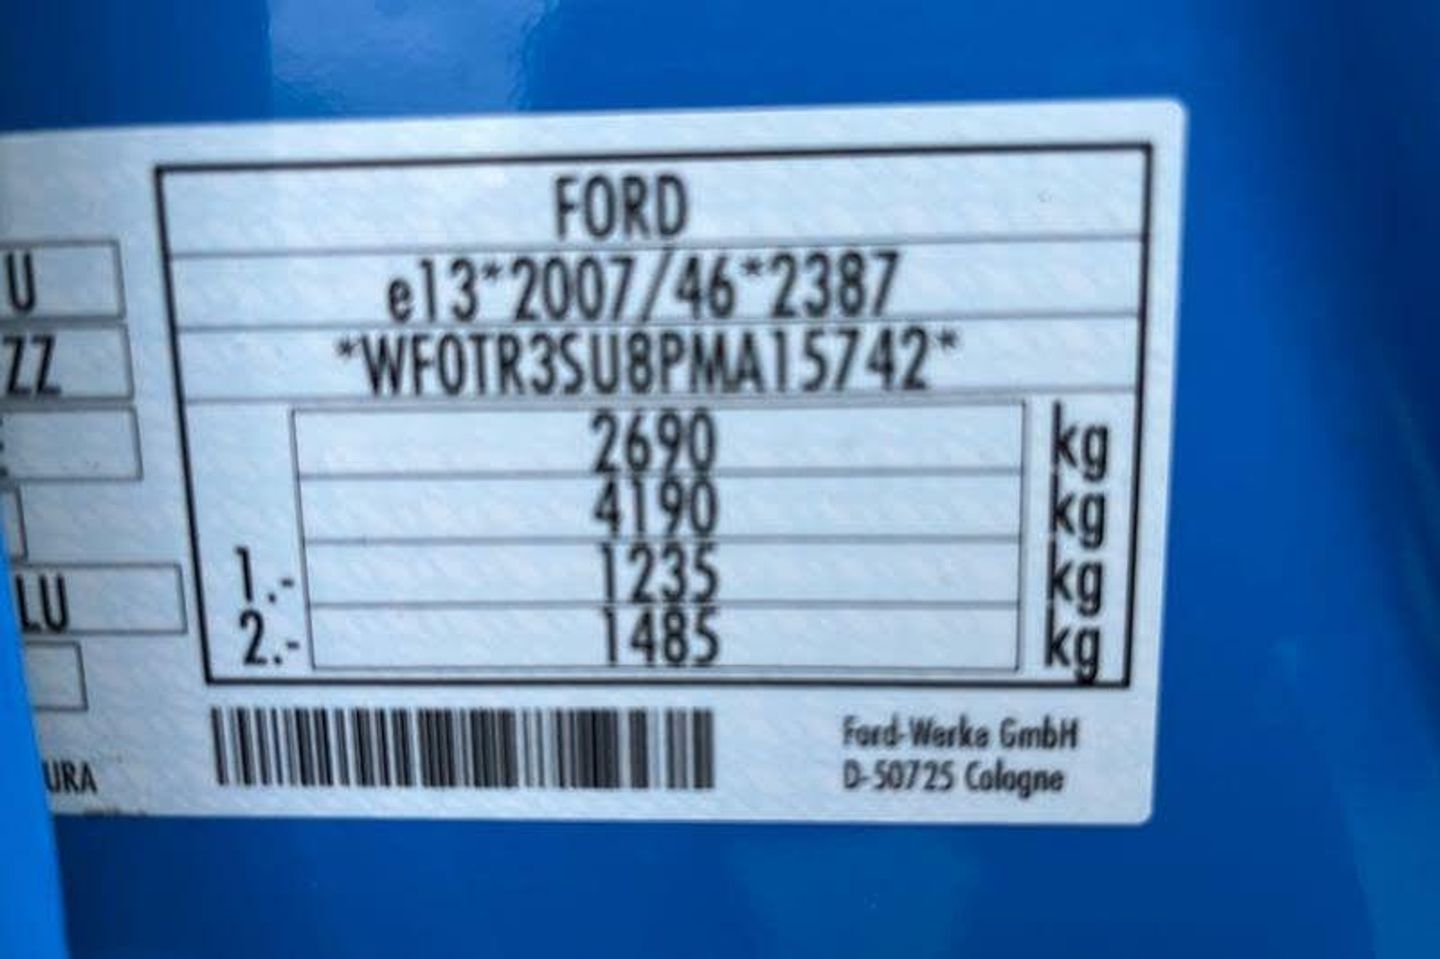 FORD
e13*2007/46*2387
*WF0TR3SU8PMA15742*
2690 kg
4190 kg
1.- 1235 kg
2.- 1485 kg
U
ZZ
LU
URA
Ford-Werke GmbH
D-50725 Cologne